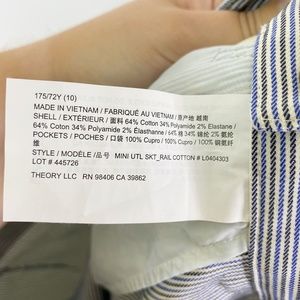 175/72Y (10)
MADE IN VIETNAM / FABRIQUÉ AU VIETNAM / 原产地 越南
SHELL / EXTÉRIEUR / 面料 64% Cotton 34% Polyamide 2% Elastane /
64% Coton 34% Polyamide 2% Élasthanne / 64% 棉 34% 锦纶 2% 氨纶
POCKETS / POCHES / 口袋 100% Cupro / 100% Cupro / 100% 铜氨纤
维
STYLE / MODÈLE /品号 MINI UTL SKT_RAIL COTTON # L0404303
LOT # 445726
THEORY LLC RN 98406 CA 39862